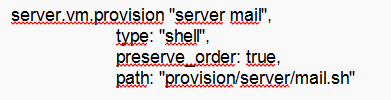 server.vm.provision "server mail",
type: "shell",
preserve_order: true,
path: "provision/server/mail.sh"